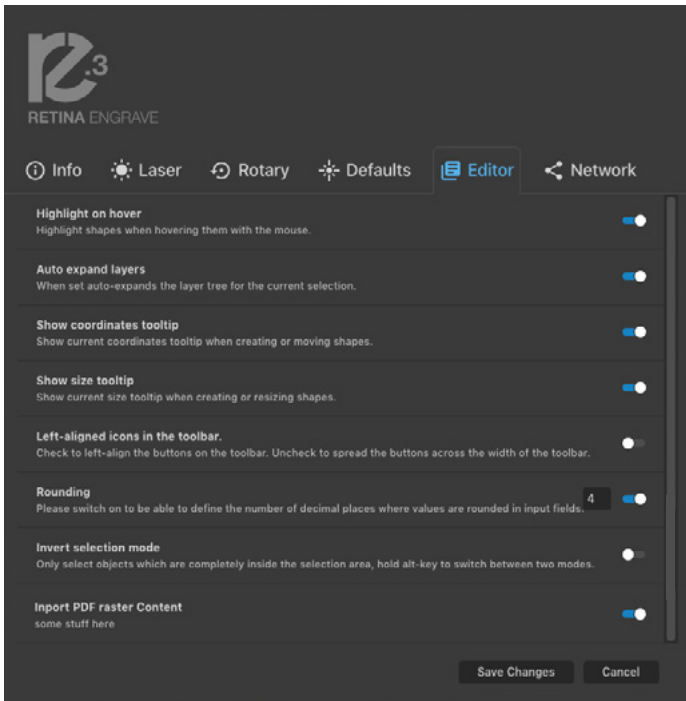 re.3
RETINA ENGRAVE
Info Laser Rotary Defaults Editor Network
Highlight on hover
Highlight shapes when hovering them with the mouse.
Auto expand layers
When set auto-expands the layer tree for the current selection.
Show coordinates tooltip
Show current coordinates tooltip when creating or moving shapes.
Show size tooltip
Show current size tooltip when creating or resizing shapes.
Left-aligned icons in the toolbar.
Check to left-align the buttons on the toolbar. Uncheck to spread the buttons across the width of the toolbar.
Rounding
Please switch on to be able to define the number of decimal places where values are rounded in input fields. 4
Invert selection mode
Only select objects which are completely inside the selection area, hold alt-key to switch between two modes.
Inport PDF raster Content
some stuff here
Save Changes Cancel